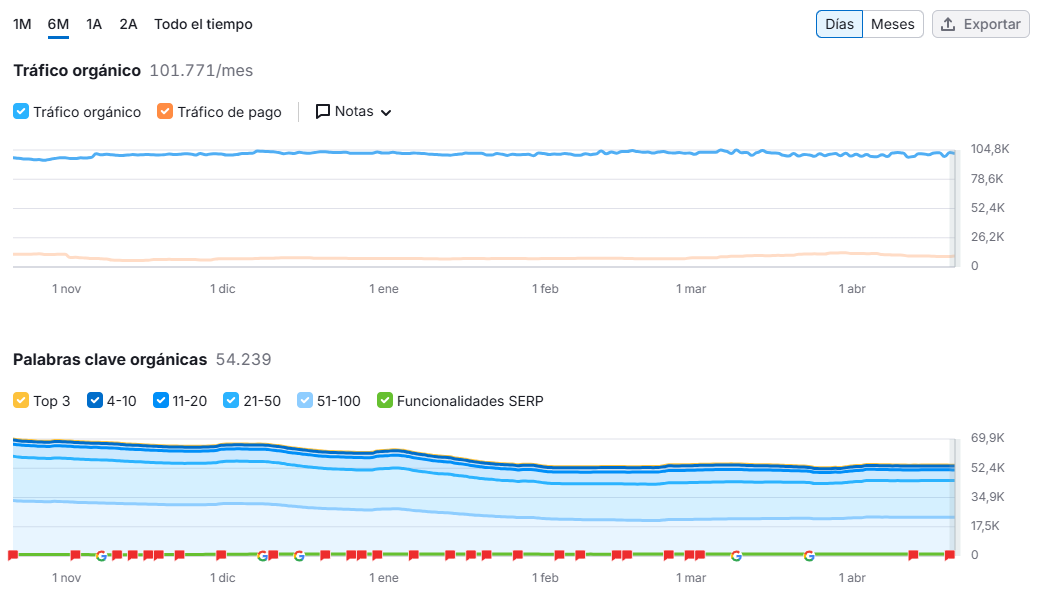 1M 6M 1A 2A Todo el tiempo Días Meses Exportar
Tráfico orgánico 101.771/mes
Tráfico orgánico Tráfico de pago Notas
104,8K
78,6K
52,4K
26,2K
0
1 nov 1 dic 1 ene 1 feb 1 mar 1 abr
Palabras clave orgánicas 54.239
Top 3 4-10 11-20 21-50 51-100 Funcionalidades SERP
69,9K
52,4K
34,9K
17,5K
0
1 nov 1 dic 1 ene 1 feb 1 mar 1 abr